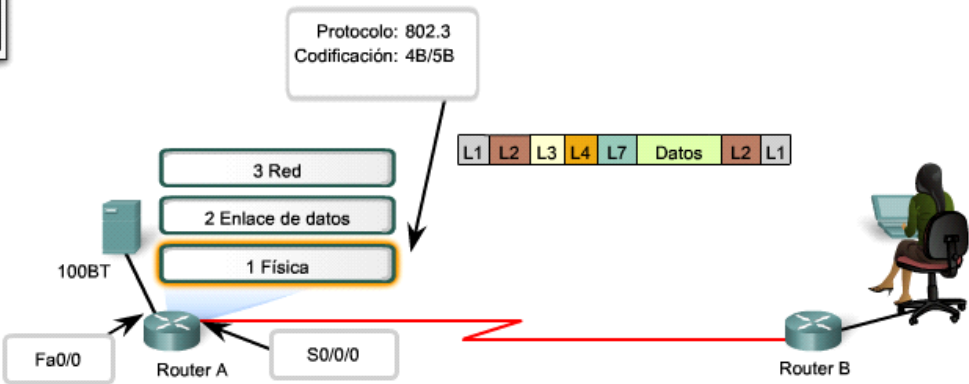 Protocolo: 802.3
Codificación: 4B/5B
L1 L2 L3 L4 L7 Datos L2 L1
3 Red
2 Enlace de datos
1 Física
100BT
Fa0/0
Router A
S0/0/0
Router B